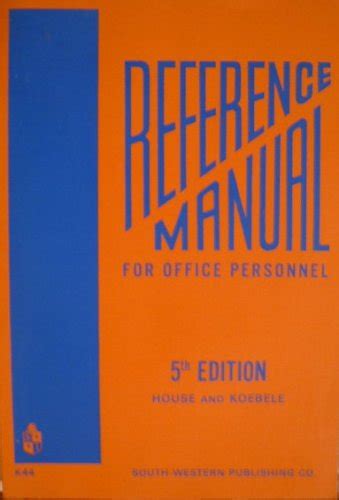 REFERENCE
MANUAL
FOR OFFICE PERSONNEL
5th EDITION
HOUSE AND KOEBELE
K44
SOUTH-WESTERN PUBLISHING CO.